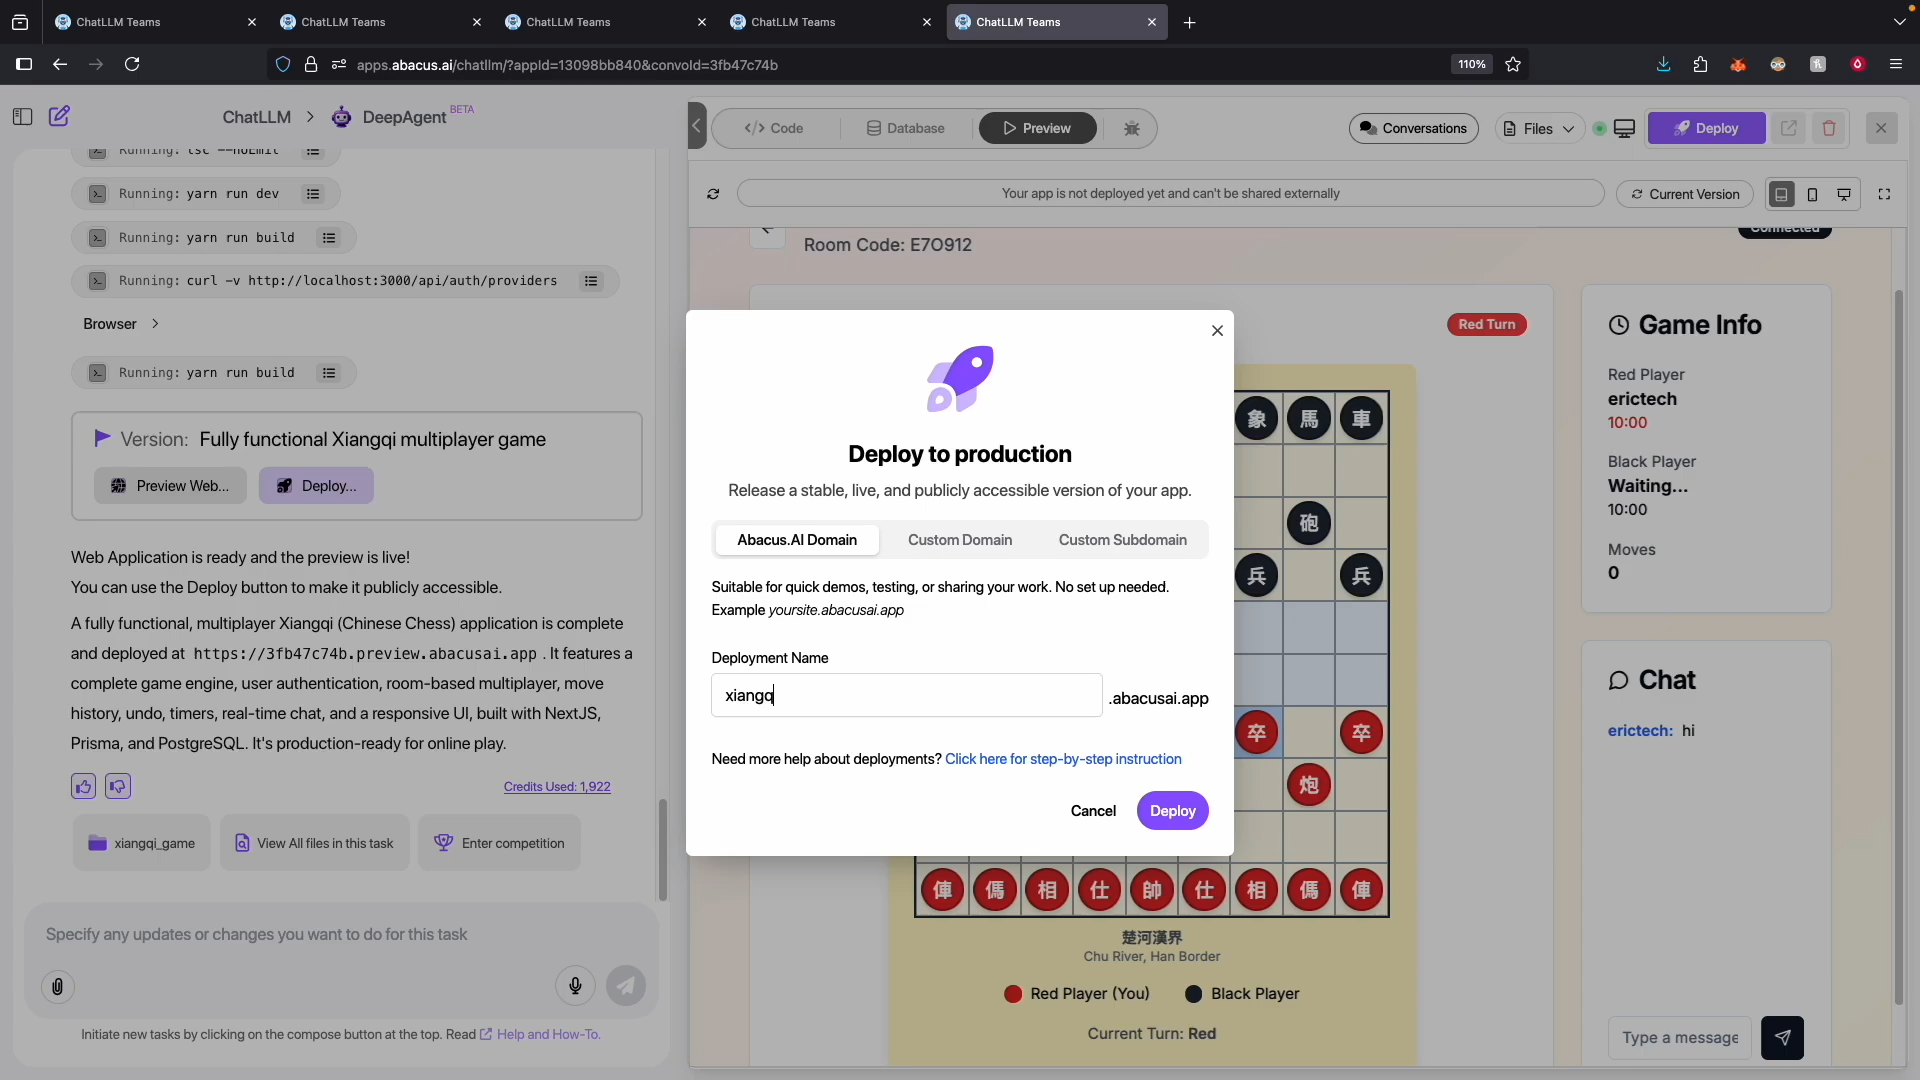 ChatLLM Teams
ChatLLM Teams
ChatLLM Teams
ChatLLM Teams
ChatLLM Teams
apps.abacus.ai/chatllm/?appId=13098bb840&convoId=3fb47c74b
110%
ChatLLM > DeepAgent BETA
Running: tsc --noEmit
Running: yarn run dev
Running: yarn run build
Running: curl -v http://localhost:3000/api/auth/providers
Browser >
Running: yarn run build
Version: Fully functional Xiangqi multiplayer game
Preview Web...
Deploy...
Web Application is ready and the preview is live!
You can use the Deploy button to make it publicly accessible.
A fully functional, multiplayer Xiangqi (Chinese Chess) application is complete
and deployed at https://3fb47c74b.preview.abacusai.app . It features a
complete game engine, user authentication, room-based multiplayer, move
history, undo, timers, real-time chat, and a responsive UI, built with NextJS,
Prisma, and PostgreSQL. It's production-ready for online play.
Credits Used: 1,922
xiangqi_game
View All files in this task
Enter competition
Specify any updates or changes you want to do for this task
Initiate new tasks by clicking on the compose button at the top. Read Help and How-To.
</> Code
Database
Preview
Conversations
Files
Deploy
Your app is not deployed yet and can't be shared externally
Current Version
Room Code: E7O912
Connected
Red Turn
象 馬 車
砲
兵 兵
卒 卒
炮
俥 傌 相 仕 帥 仕 相 傌 俥
楚河漢界
Chu River, Han Border
Red Player (You)
Black Player
Current Turn: Red
Game Info
Red Player
erictech
10:00
Black Player
Waiting...
10:00
Moves
0
Chat
erictech: hi
Type a message
Deploy to production
Release a stable, live, and publicly accessible version of your app.
Abacus.AI Domain
Custom Domain
Custom Subdomain
Suitable for quick demos, testing, or sharing your work. No set up needed.
Example yoursite.abacusai.app
Deployment Name
xiangq
.abacusai.app
Need more help about deployments? Click here for step-by-step instruction
Cancel
Deploy